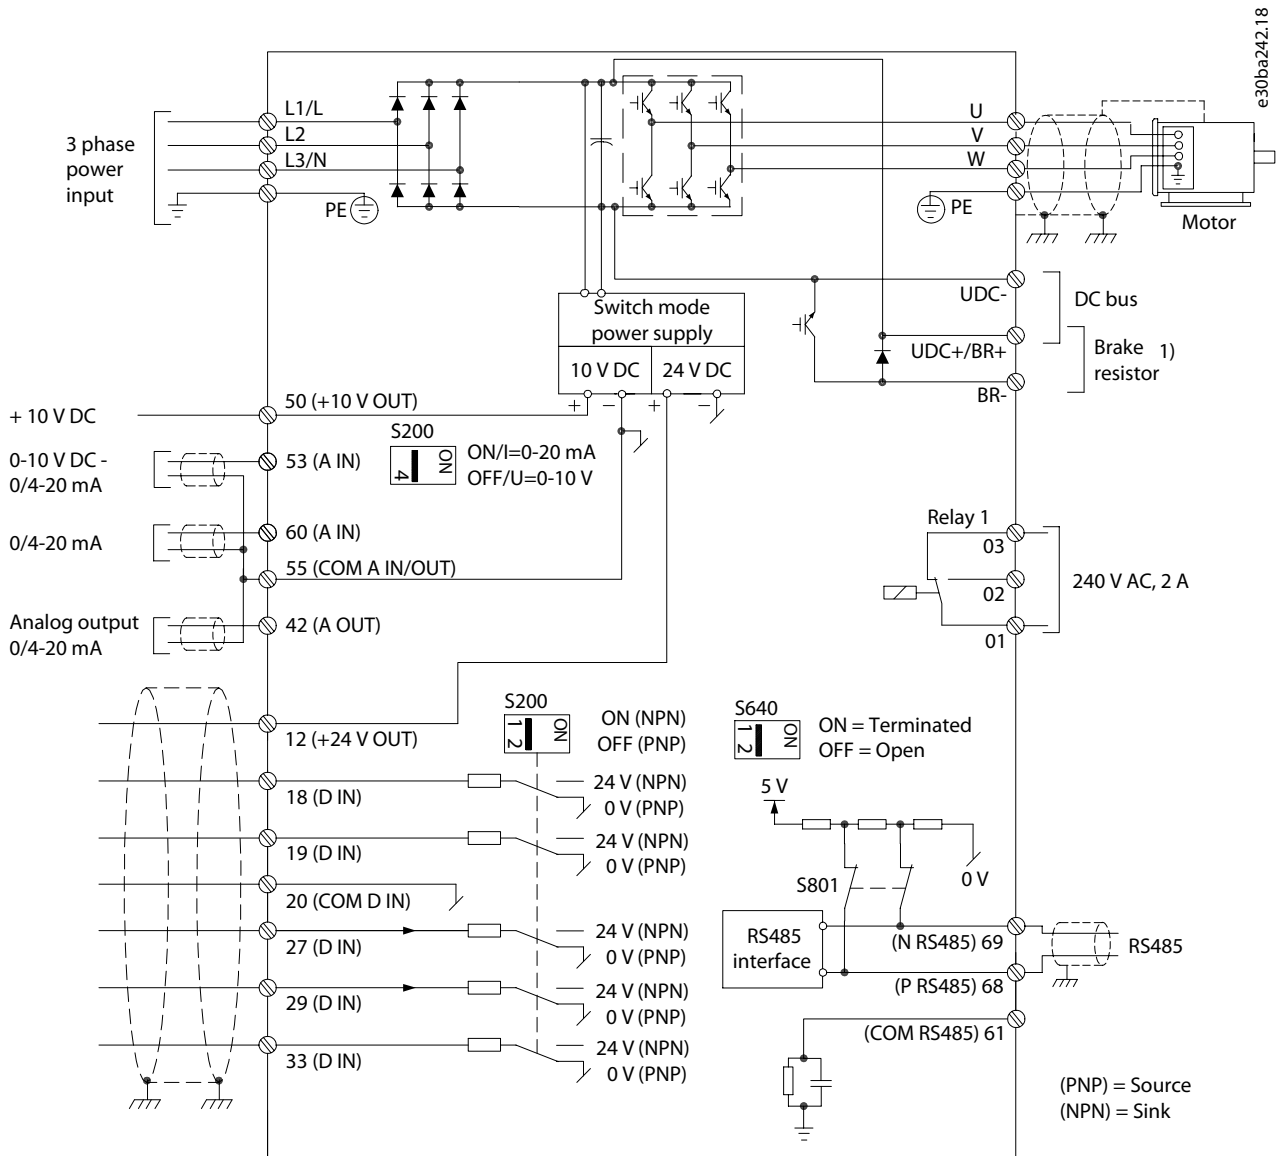 e30ba242.18
3 phase
power
input
L1/L
L2
L3/N
PE
U
V
W
PE
Motor
UDC-
DC bus
UDC+/BR+
Brake 1)
resistor
BR-
Switch mode
power supply
10 V DC
24 V DC
+ − + −
+ 10 V DC
50 (+10 V OUT)
0-10 V DC -
0/4-20 mA
53 (A IN)
S200
ON
4
ON/I=0-20 mA
OFF/U=0-10 V
0/4-20 mA
60 (A IN)
55 (COM A IN/OUT)
Analog output
0/4-20 mA
42 (A OUT)
Relay 1
03
02
01
240 V AC, 2 A
12 (+24 V OUT)
S200
ON
1 2
ON (NPN)
OFF (PNP)
S640
ON
1 2
ON = Terminated
OFF = Open
18 (D IN)
24 V (NPN)
0 V (PNP)
19 (D IN)
24 V (NPN)
0 V (PNP)
20 (COM D IN)
27 (D IN)
24 V (NPN)
0 V (PNP)
29 (D IN)
24 V (NPN)
0 V (PNP)
33 (D IN)
24 V (NPN)
0 V (PNP)
5 V
0 V
S801
RS485
interface
(N RS485) 69
RS485
(P RS485) 68
(COM RS485) 61
(PNP) = Source
(NPN) = Sink